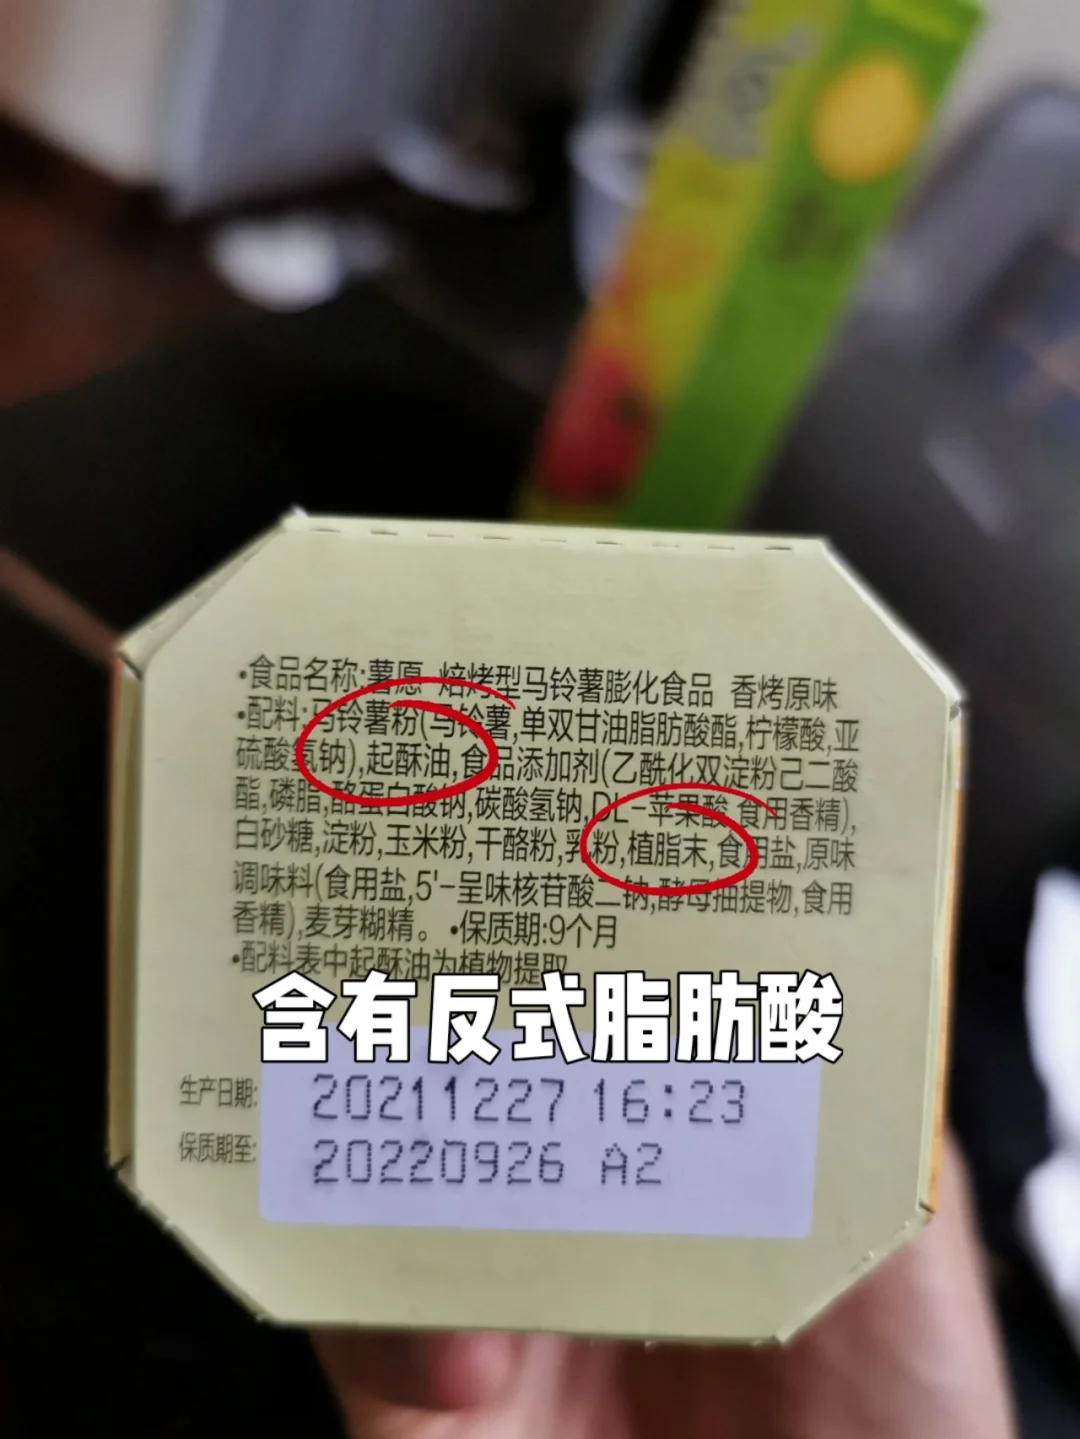 •食品名称:薯愿 焙烤型马铃薯膨化食品 香烤原味
•配料:马铃薯粉(马铃薯,单双甘油脂肪酸酯,柠檬酸,亚
硫酸氢钠),起酥油,食品添加剂(乙酰化双淀粉己二酸
酯,磷脂,酪蛋白酸钠,碳酸氢钠,DL-苹果酸,食用香精),
白砂糖,淀粉,玉米粉,干酪粉,乳粉,植脂末,食用盐,原味
调味料(食用盐,5'-呈味核苷酸二钠,酵母抽提物,食用
香精),麦芽糊精。 •保质期:9个月
•配料表中起酥油为植物提取
含有反式脂肪酸
生产日期: 20211227 16:23
保质期至: 20220926 A2